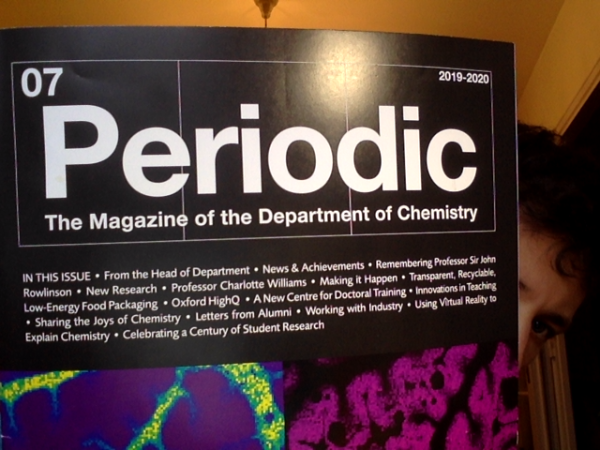 07
2019-2020
Periodic
The Magazine of the Department of Chemistry
IN THIS ISSUE • From the Head of Department • News & Achievements • Remembering Professor Sir John
Rowlinson • New Research • Professor Charlotte Williams • Making it Happen • Transparent, Recyclable,
Low-Energy Food Packaging • Oxford HighQ • A New Centre for Doctoral Training • Innovations in Teaching
• Sharing the Joys of Chemistry • Letters from Alumni • Working with Industry • Using Virtual Reality to
Explain Chemistry • Celebrating a Century of Student Research